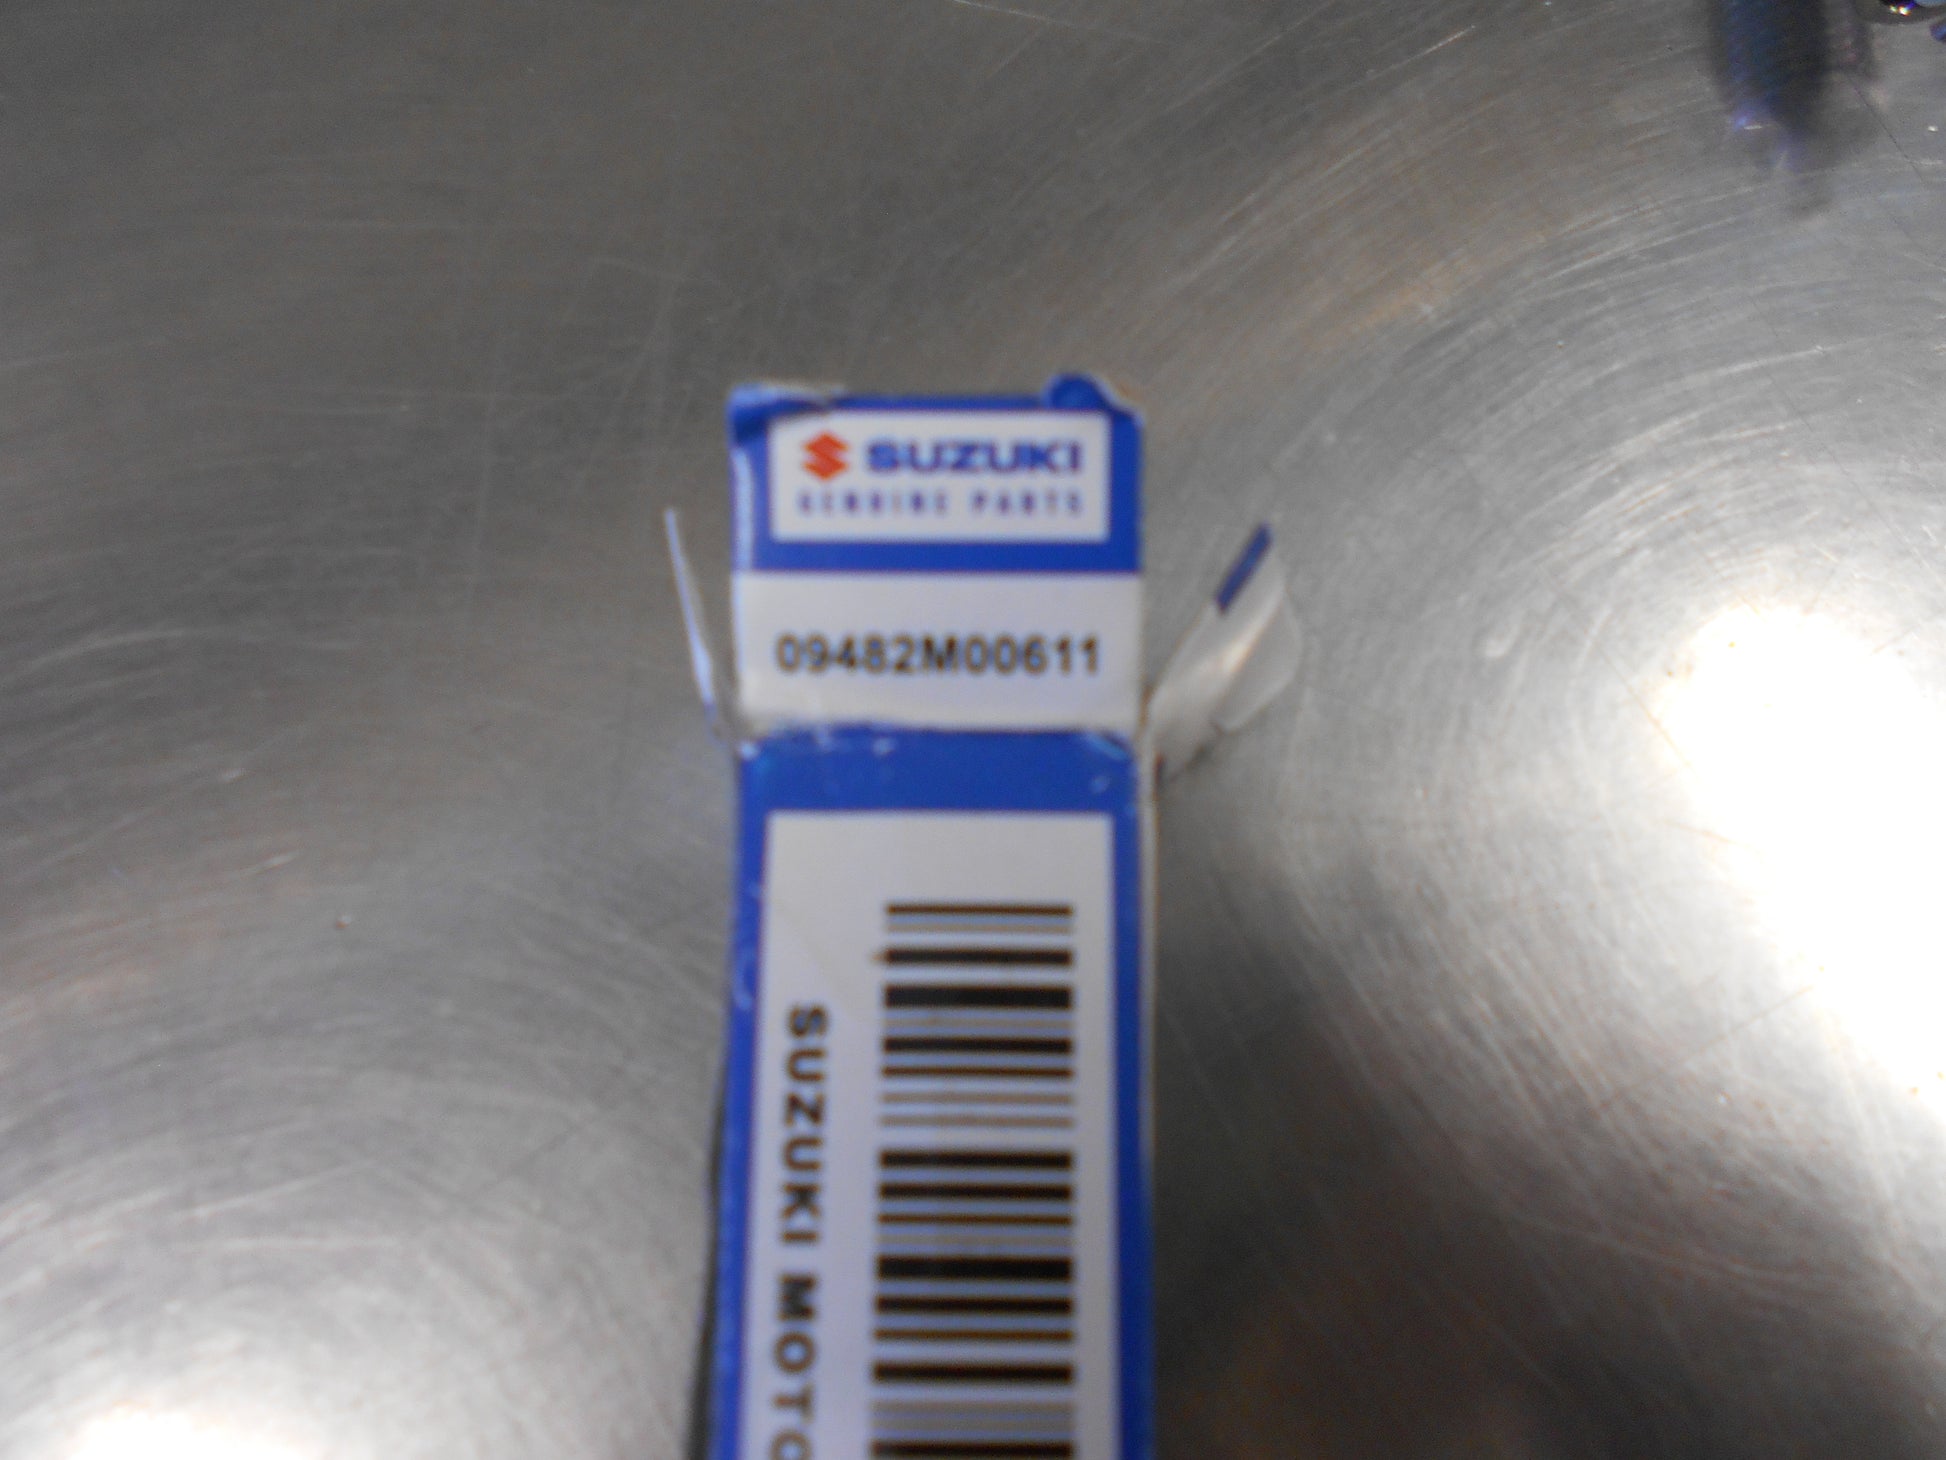 SUZUKI
GENUINE PARTS
09482M00611
SUZUKI MOTO